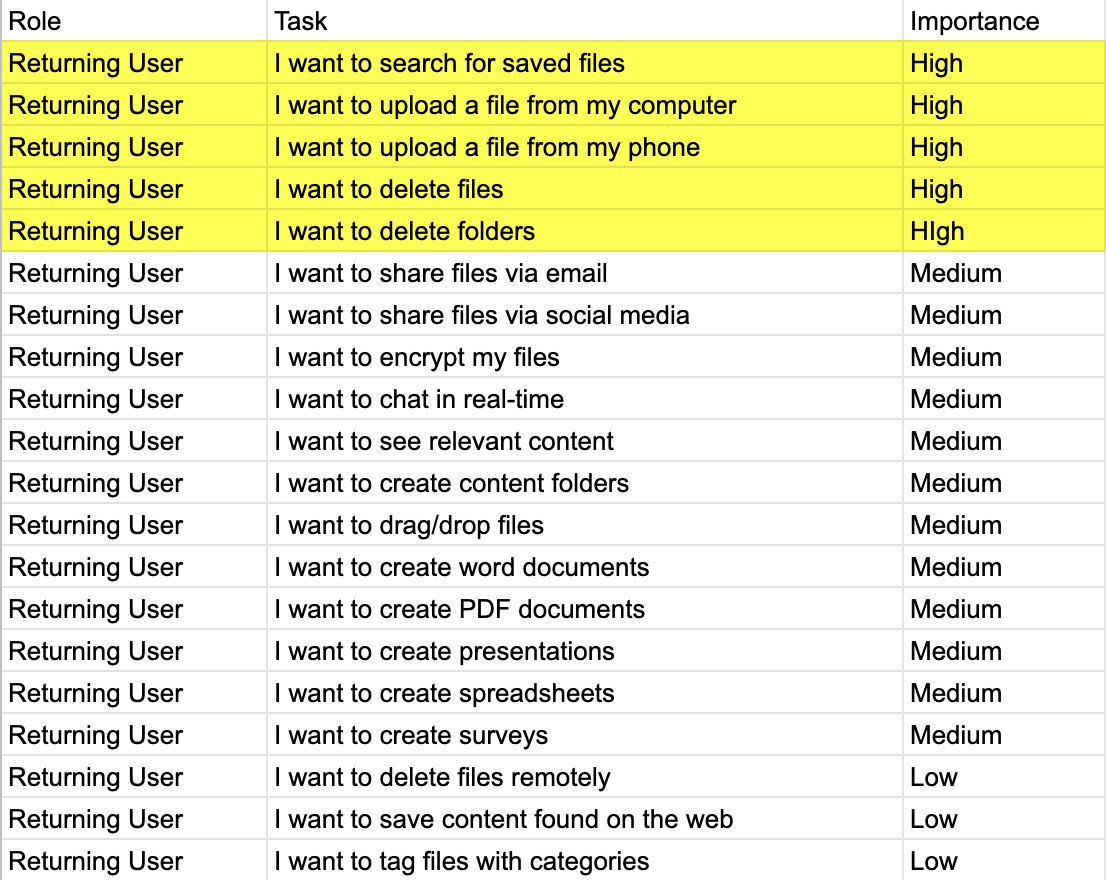 Role Task Importance
Returning User I want to search for saved files High
Returning User I want to upload a file from my computer High
Returning User I want to upload a file from my phone High
Returning User I want to delete files High
Returning User I want to delete folders HIgh
Returning User I want to share files via email Medium
Returning User I want to share files via social media Medium
Returning User I want to encrypt my files Medium
Returning User I want to chat in real-time Medium
Returning User I want to see relevant content Medium
Returning User I want to create content folders Medium
Returning User I want to drag/drop files Medium
Returning User I want to create word documents Medium
Returning User I want to create PDF documents Medium
Returning User I want to create presentations Medium
Returning User I want to create spreadsheets Medium
Returning User I want to create surveys Medium
Returning User I want to delete files remotely Low
Returning User I want to save content found on the web Low
Returning User I want to tag files with categories Low